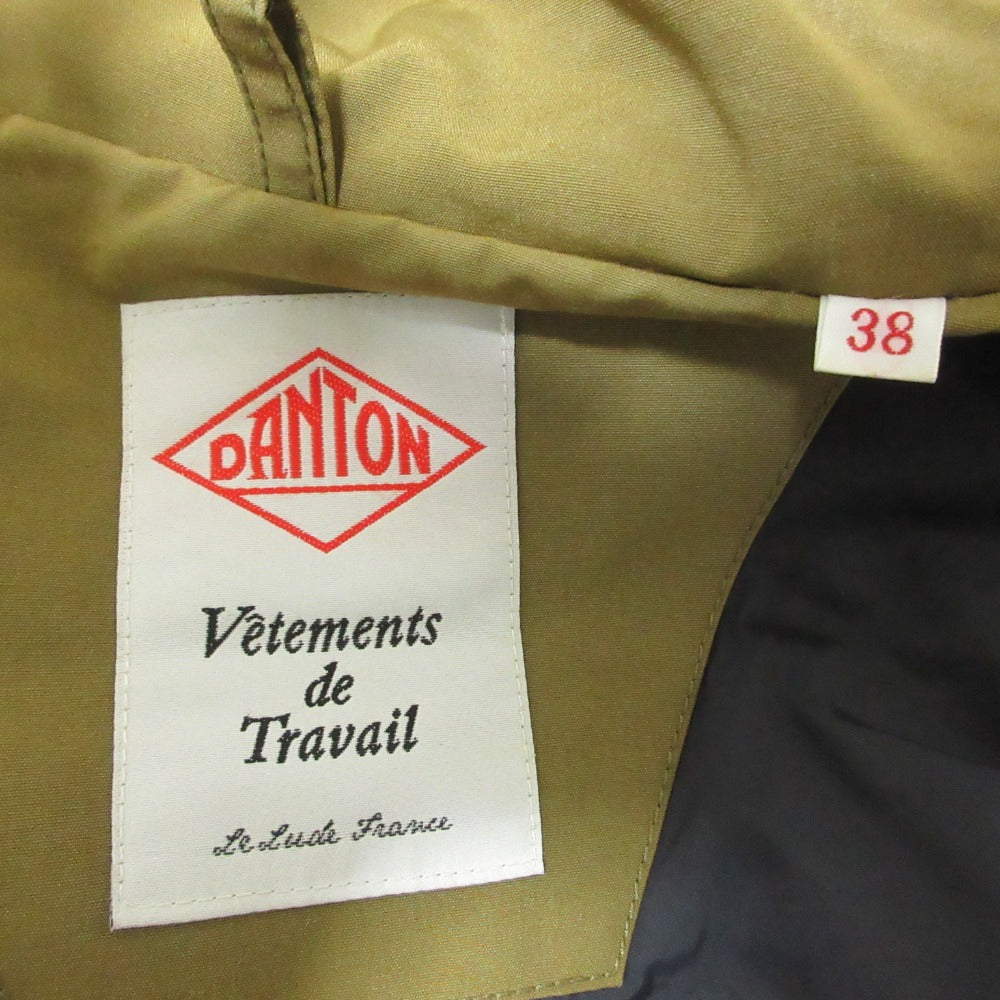 DANTON
Vêtements
de
Travail
Le Lude France
38